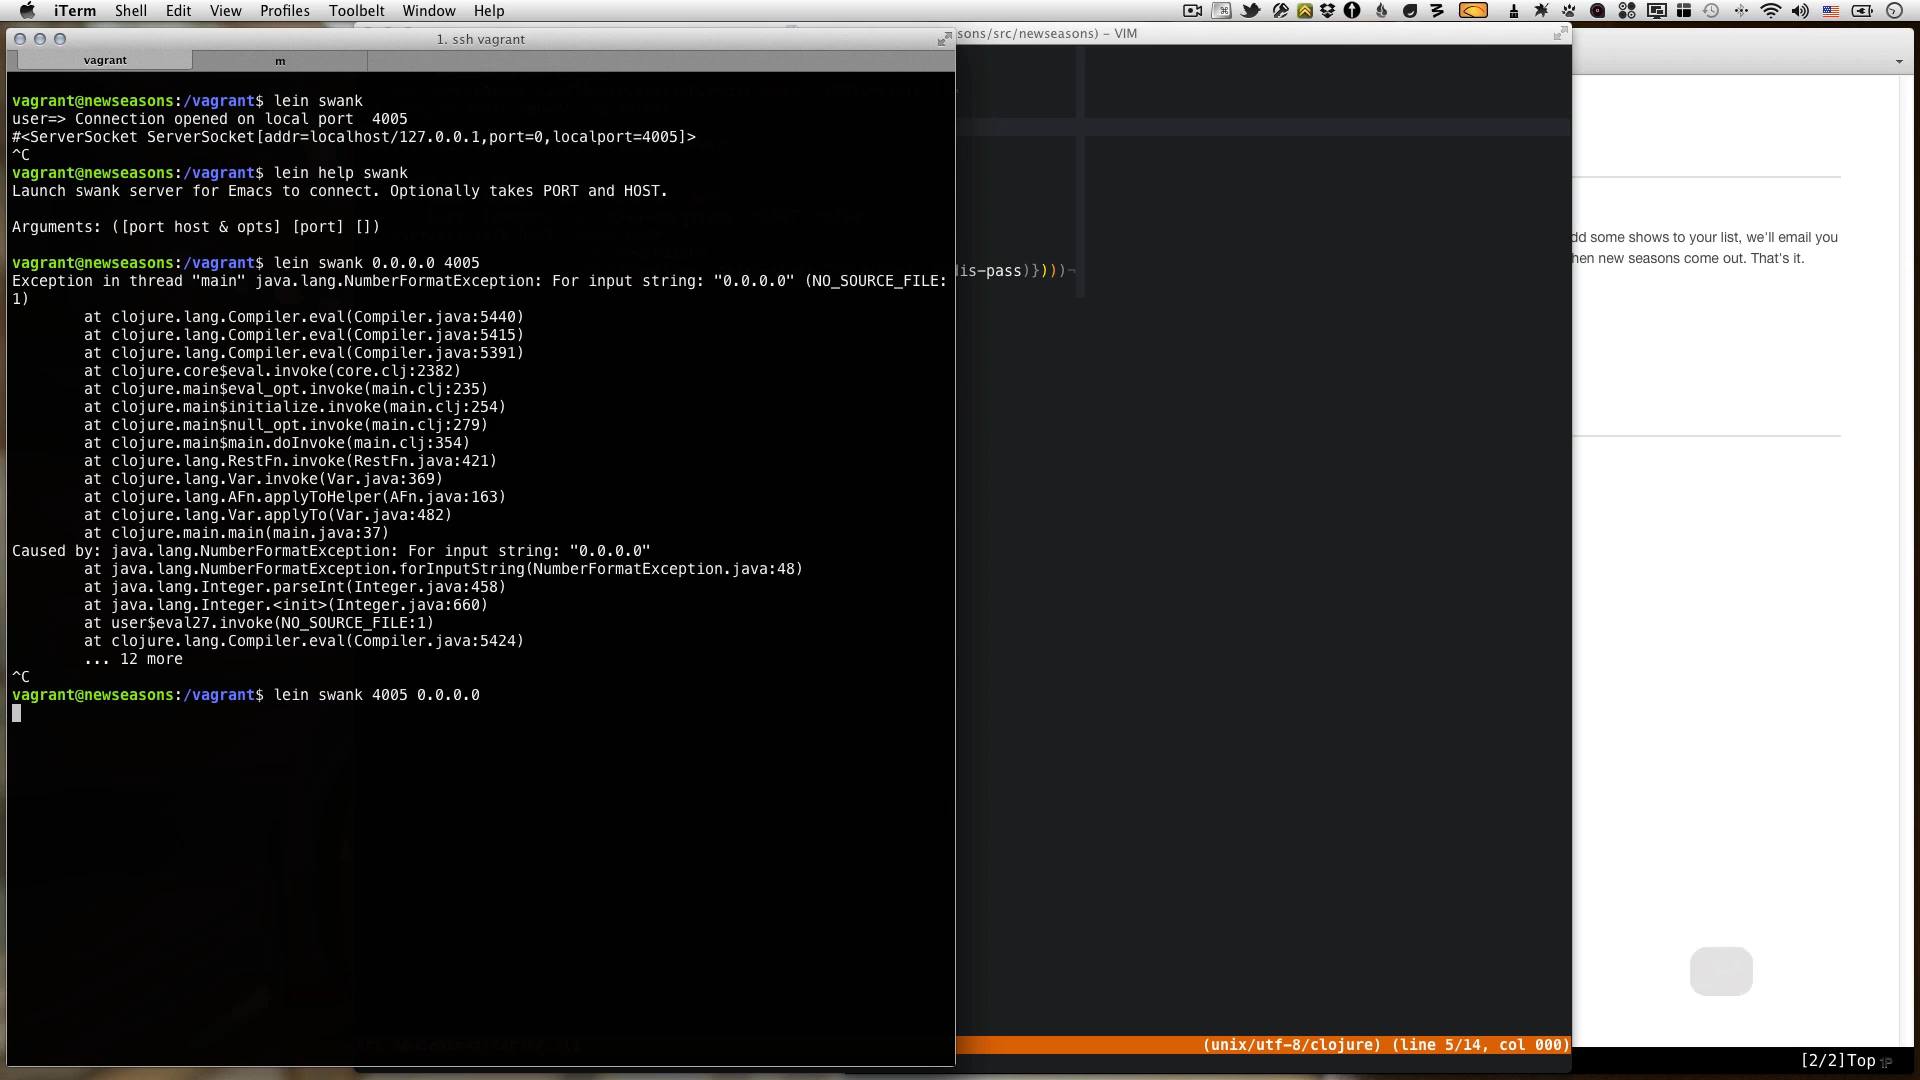 iTerm Shell Edit View Profiles Toolbelt Window Help
1. ssh vagrant
vagrant
m
vagrant@newseasons:/vagrant$ lein swank
user=> Connection opened on local port  4005
#<ServerSocket ServerSocket[addr=localhost/127.0.0.1,port=0,localport=4005]>
^C
vagrant@newseasons:/vagrant$ lein help swank
Launch swank server for Emacs to connect. Optionally takes PORT and HOST.
Arguments: ([port host & opts] [port] [])
vagrant@newseasons:/vagrant$ lein swank 0.0.0.0 4005
Exception in thread "main" java.lang.NumberFormatException: For input string: "0.0.0.0" (NO_SOURCE_FILE:
1)
at clojure.lang.Compiler.eval(Compiler.java:5440)
at clojure.lang.Compiler.eval(Compiler.java:5415)
at clojure.lang.Compiler.eval(Compiler.java:5391)
at clojure.core$eval.invoke(core.clj:2382)
at clojure.main$eval_opt.invoke(main.clj:235)
at clojure.main$initialize.invoke(main.clj:254)
at clojure.main$null_opt.invoke(main.clj:279)
at clojure.main$main.doInvoke(main.clj:354)
at clojure.lang.RestFn.invoke(RestFn.java:421)
at clojure.lang.Var.invoke(Var.java:369)
at clojure.lang.AFn.applyToHelper(AFn.java:163)
at clojure.lang.Var.applyTo(Var.java:482)
at clojure.main.main(main.java:37)
Caused by: java.lang.NumberFormatException: For input string: "0.0.0.0"
at java.lang.NumberFormatException.forInputString(NumberFormatException.java:48)
at java.lang.Integer.parseInt(Integer.java:458)
at java.lang.Integer.<init>(Integer.java:660)
at user$eval27.invoke(NO_SOURCE_FILE:1)
at clojure.lang.Compiler.eval(Compiler.java:5424)
... 12 more
^C
vagrant@newseasons:/vagrant$ lein swank 4005 0.0.0.0
sons/src/newseasons) – VIM
is-pass)})))¬
(unix/utf-8/clojure) (line 5/14, col 000)
dd some shows to your list, we'll email you
hen new seasons come out. That's it.
[2/2]Top